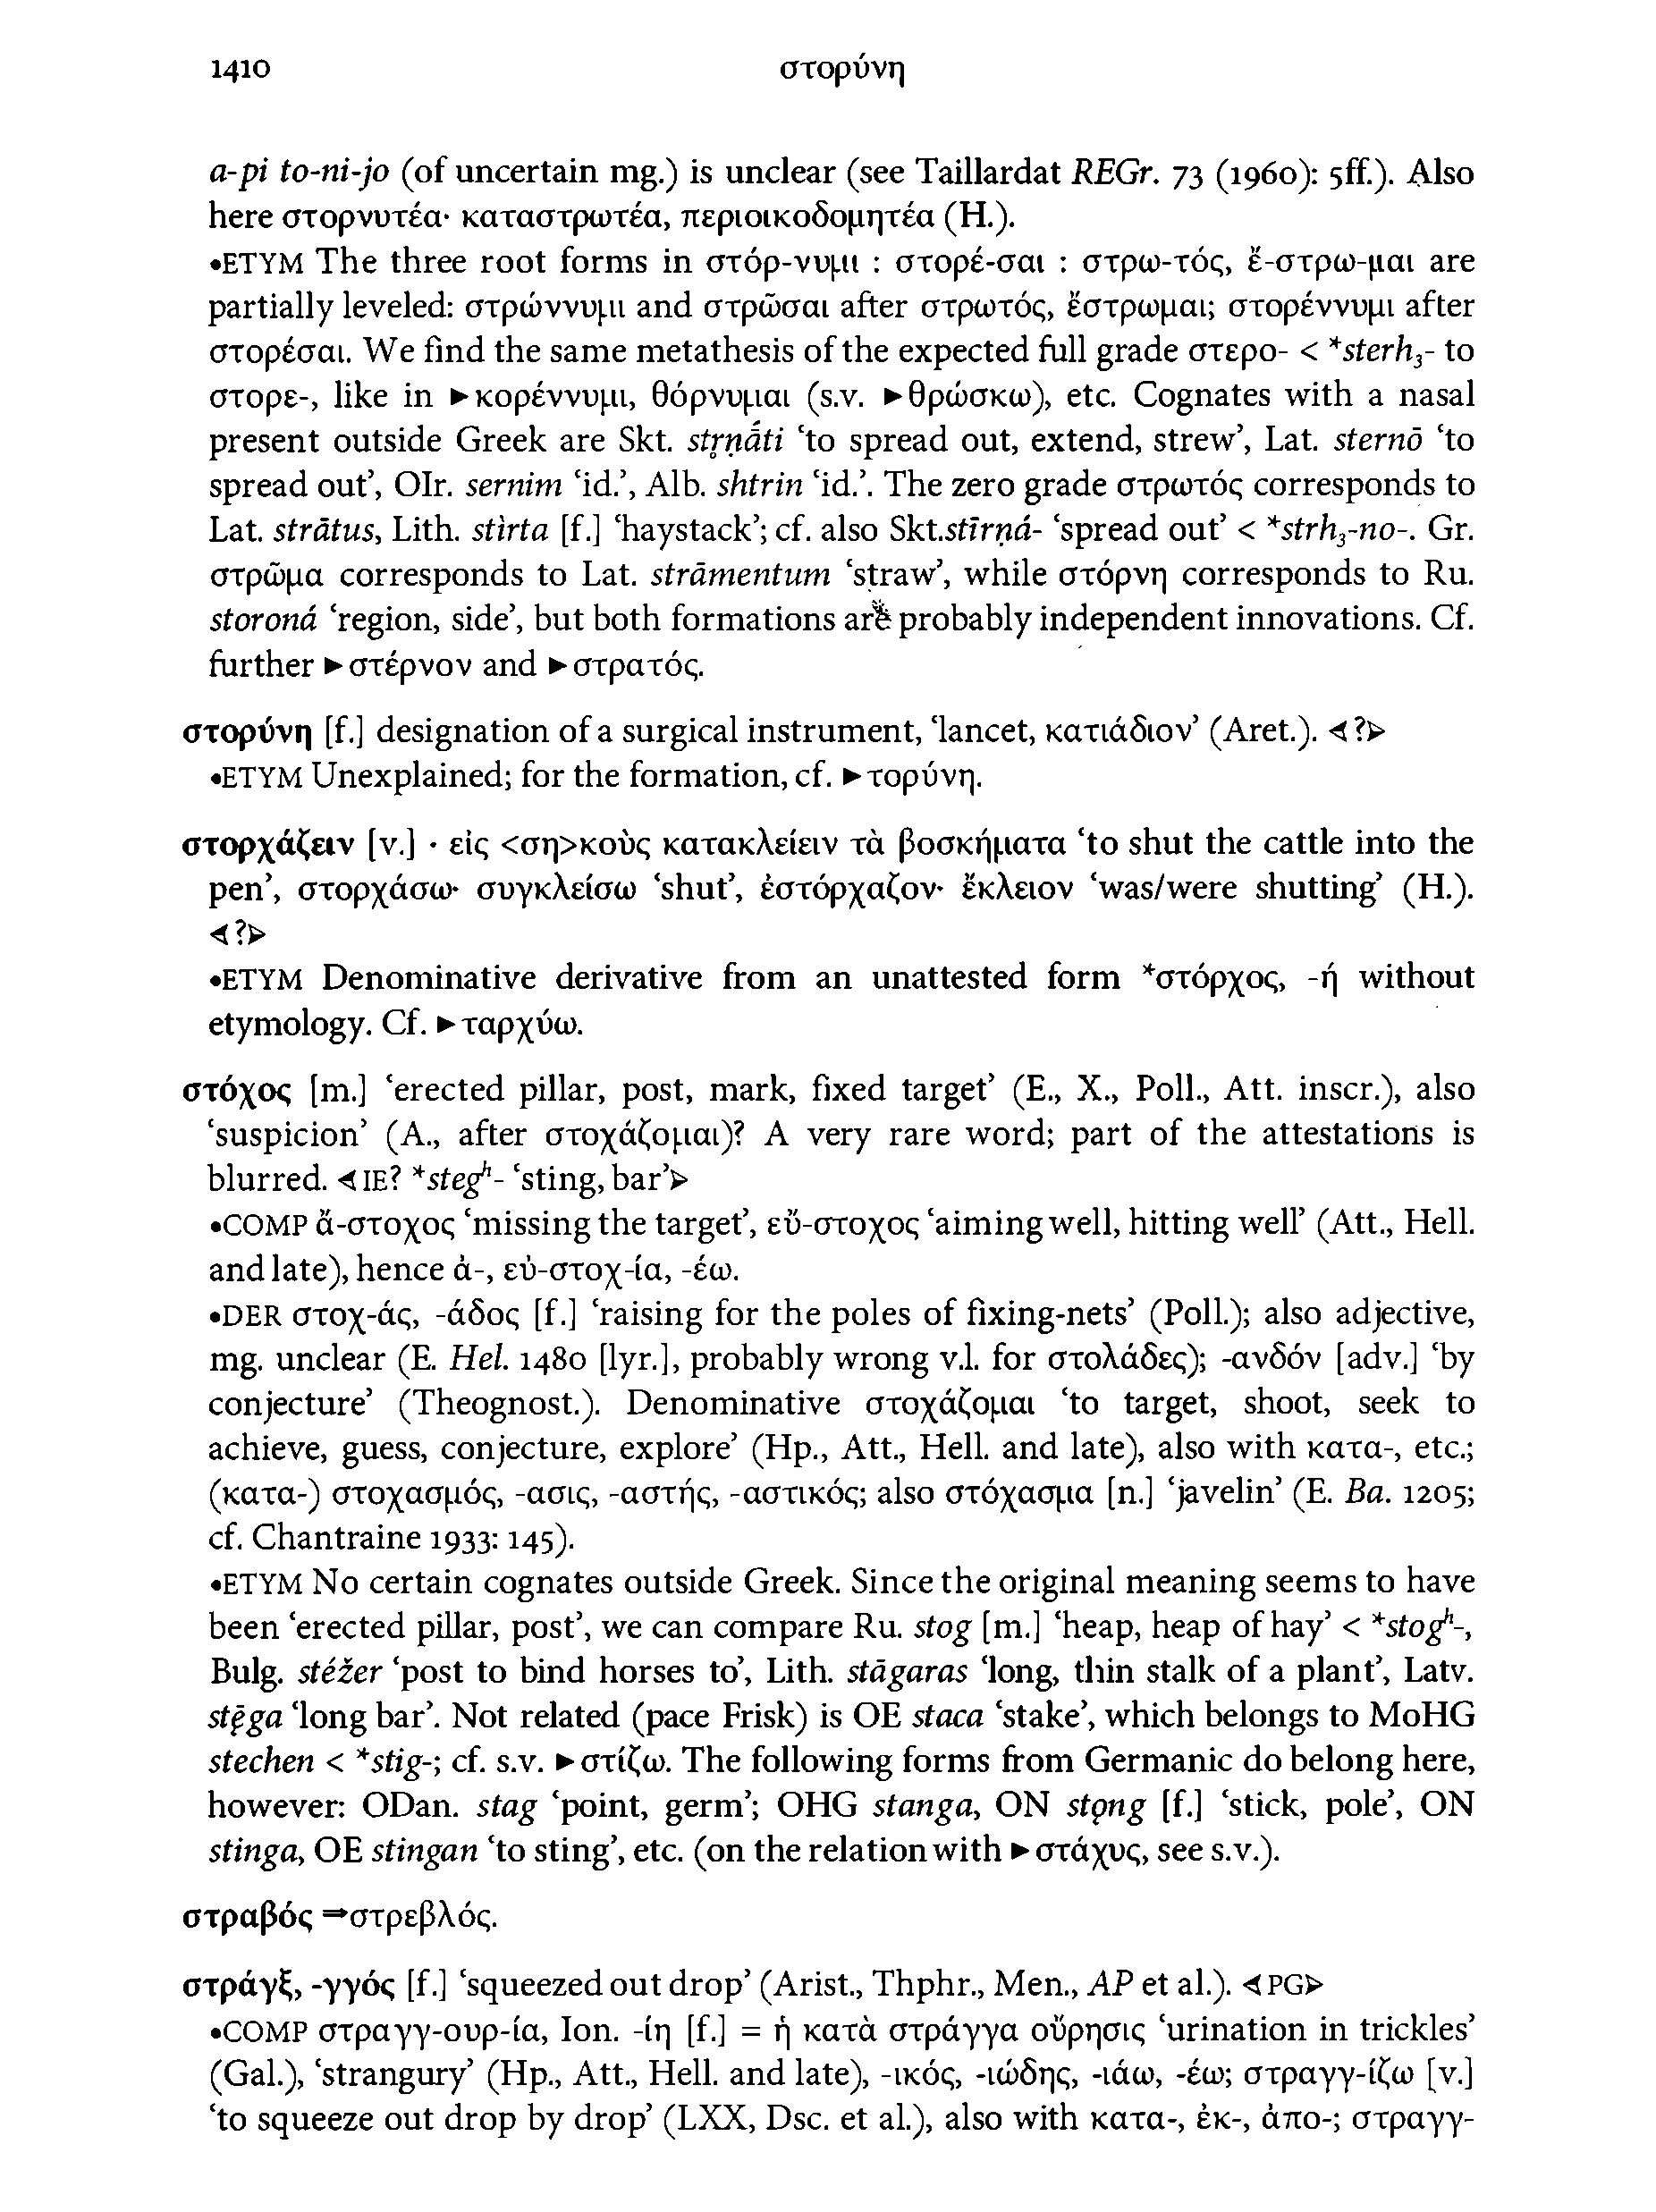 1410 στορύνη
a-pi to-ni-jo (of uncertain mg.) is unclear (see Taillardat REGr. 73 (1960): 5ff.). Also
here στορνυτέα· καταστρωτέα, περιοικοδομητέα (H.).
•ETYM The three root forms in στόρ-νυμι : στορέ-σαι : στρω-τός, ἔ-στρω-μαι are
partially leveled: στρώννυμι and στρῶσαι after στρωτός, ἔστρωμαι; στορέννυμι after
στορέσαι. We find the same metathesis of the expected full grade στερο- < *sterh₃- to
στορε-, like in ►κορέννυμι, θόρνυμαι (s.v. ►θρώσκω), etc. Cognates with a nasal
present outside Greek are Skt. str̥ṇā́ti ‘to spread out, extend, strew’, Lat. sternō ‘to
spread out’, OIr. sernim ‘id.’, Alb. shtrin ‘id.’. The zero grade στρωτός corresponds to
Lat. strātus, Lith. stìrta [f.] ‘haystack’; cf. also Skt.stīrṇá- ‘spread out’ < *strh₃-no-. Gr.
στρῶμα corresponds to Lat. strāmentum ‘straw’, while στόρνη corresponds to Ru.
storoná ‘region, side’, but both formations are probably independent innovations. Cf.
further ►στέρνον and ►στρατός.
στορύνη [f.] designation of a surgical instrument, ‘lancet, κατιάδιον’ (Aret.). ◄?►
•ETYM Unexplained; for the formation, cf. ►τορύνη.
στορχάζειν [v.] · εἰς <ση>κοὺς κατακλείειν τὰ βοσκήματα ‘to shut the cattle into the
pen’, στορχάσω· συγκλείσω ‘shut’, ἐστόρχαζον· ἔκλειον ‘was/were shutting’ (H.).
◄?►
•ETYM Denominative derivative from an unattested form *στόρχος, -ή without
etymology. Cf. ►ταρχύω.
στόχος [m.] ‘erected pillar, post, mark, fixed target’ (E., X., Poll., Att. inscr.), also
‘suspicion’ (A., after στοχάζομαι)? A very rare word; part of the attestations is
blurred. ◄IE? *stegʰ- ‘sting, bar’►
•COMP ἄ-στοχος ‘missing the target’, εὔ-στοχος ‘aiming well, hitting well’ (Att., Hell.
and late), hence ἀ-, εὐ-στοχ-ία, -έω.
•DER στοχ-άς, -άδος [f.] ‘raising for the poles of fixing-nets’ (Poll.); also adjective,
mg. unclear (E. Hel. 1480 [lyr.], probably wrong v.l. for στολάδες); -ανδόν [adv.] ‘by
conjecture’ (Theognost.). Denominative στοχάζομαι ‘to target, shoot, seek to
achieve, guess, conjecture, explore’ (Hp., Att., Hell. and late), also with κατα-, etc.;
(κατα-) στοχασμός, -ασις, -αστής, -αστικός; also στόχασμα [n.] ‘javelin’ (E. Ba. 1205;
cf. Chantraine 1933: 145).
•ETYM No certain cognates outside Greek. Since the original meaning seems to have
been ‘erected pillar, post’, we can compare Ru. stog [m.] ‘heap, heap of hay’ < *stogʰ-,
Bulg. stéžer ‘post to bind horses to’, Lith. stãgaras ‘long, thin stalk of a plant’, Latv.
stȩ̄ga ‘long bar’. Not related (pace Frisk) is OE staca ‘stake’, which belongs to MoHG
stechen < *stig-; cf. s.v. ►στίζω. The following forms from Germanic do belong here,
however: ODan. stag ‘point, germ’; OHG stanga, ON stǫng [f.] ‘stick, pole’, ON
stinga, OE stingan ‘to sting’, etc. (on the relation with ►στάχυς, see s.v.).
στραβός ⇒στρεβλός.
στράγξ, -γγός [f.] ‘squeezed out drop’ (Arist., Thphr., Men., AP et al.). ◄PG►
•COMP στραγγ-ουρ-ία, Ion. -ίη [f.] = ἡ κατὰ στράγγα οὔρησις ‘urination in trickles’
(Gal.), ‘strangury’ (Hp., Att., Hell. and late), -ικός, -ιώδης, -ιάω, -έω; στραγγ-ίζω [v.]
‘to squeeze out drop by drop’ (LXX, Dsc. et al.), also with κατα-, ἐκ-, ἀπο-; στραγγ-